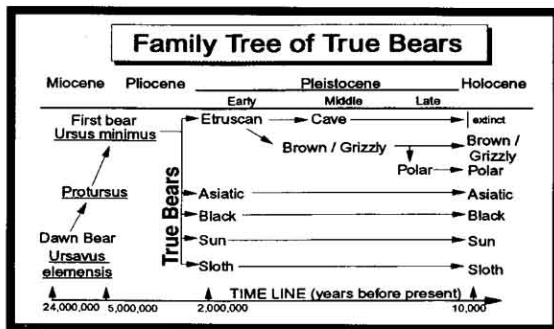 Family Tree of True Bears
Miocene Pliocene Pleistocene Holocene
Early Middle Late
First bear
Ursus minimus
Etruscan Cave extinct
Brown / Grizzly Brown / Grizzly
Polar Polar
Protursus
True Bears
Asiatic Asiatic
Black Black
Dawn Bear
Ursavus elemensis
Sun Sun
Sloth Sloth
TIME LINE (years before present)
24,000,000 5,000,000 2,000,000 10,000